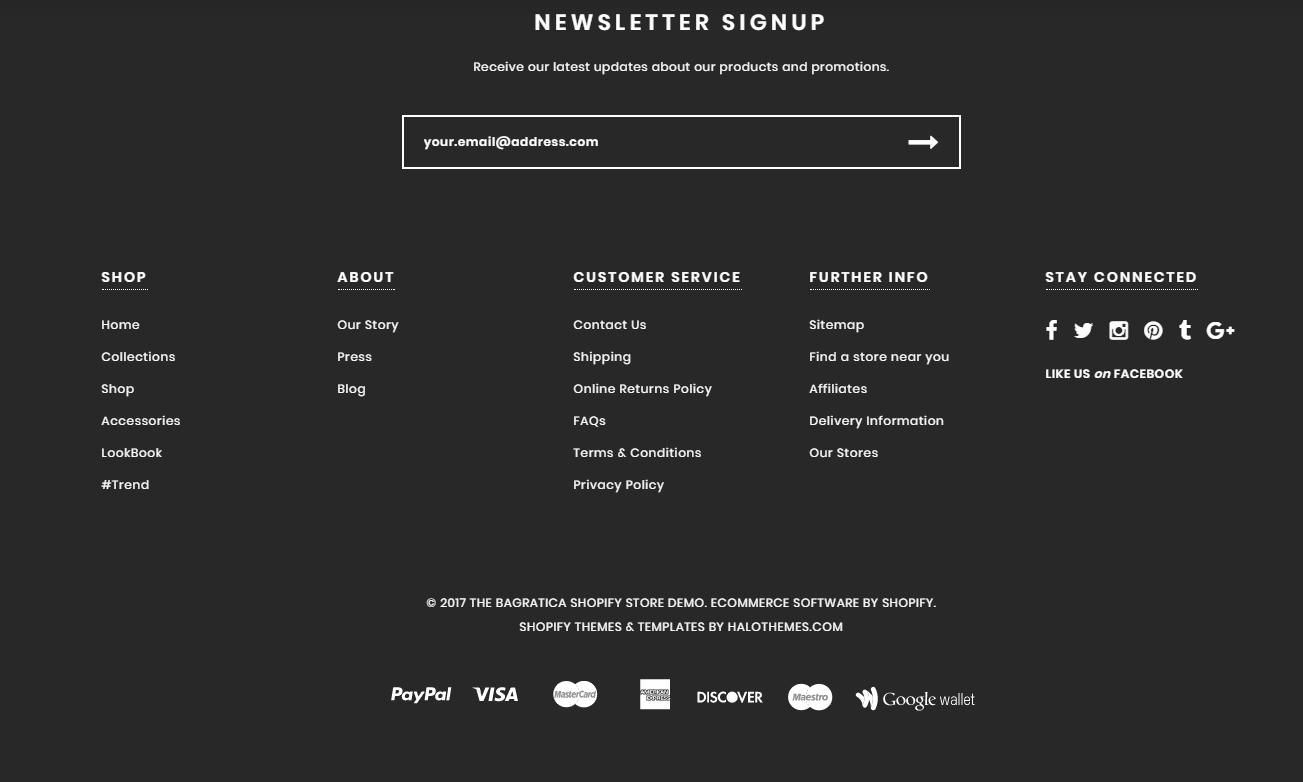 NEWSLETTER SIGNUP
Receive our latest updates about our products and promotions.
your.email@address.com
SHOP
Home
Collections
Shop
Accessories
LookBook
#Trend
ABOUT
Our Story
Press
Blog
CUSTOMER SERVICE
Contact Us
Shipping
Online Returns Policy
FAQs
Terms & Conditions
Privacy Policy
FURTHER INFO
Sitemap
Find a store near you
Affiliates
Delivery Information
Our Stores
STAY CONNECTED
G+
LIKE US on FACEBOOK
© 2017 THE BAGRATICA SHOPIFY STORE DEMO. ECOMMERCE SOFTWARE BY SHOPIFY.
SHOPIFY THEMES & TEMPLATES BY HALOTHEMES.COM
PayPal VISA MasterCard AMERICAN EXPRESS DISCOVER Maestro Google wallet